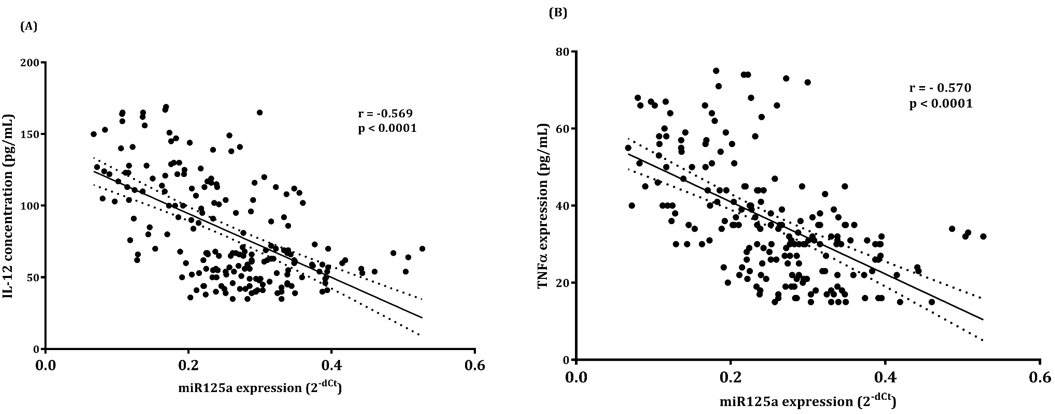 (A)
IL-12 concentration (pg/mL)
200
150
100
50
0
0.0
0.2
0.4
0.6
r = -0.569
p < 0.0001
miR125a expression (2-dCt)
(B)
TNFα expression (pg/mL)
80
60
40
20
0
0.0
0.2
0.4
0.6
r = - 0.570
p < 0.0001
miR125a expression (2-dCt)